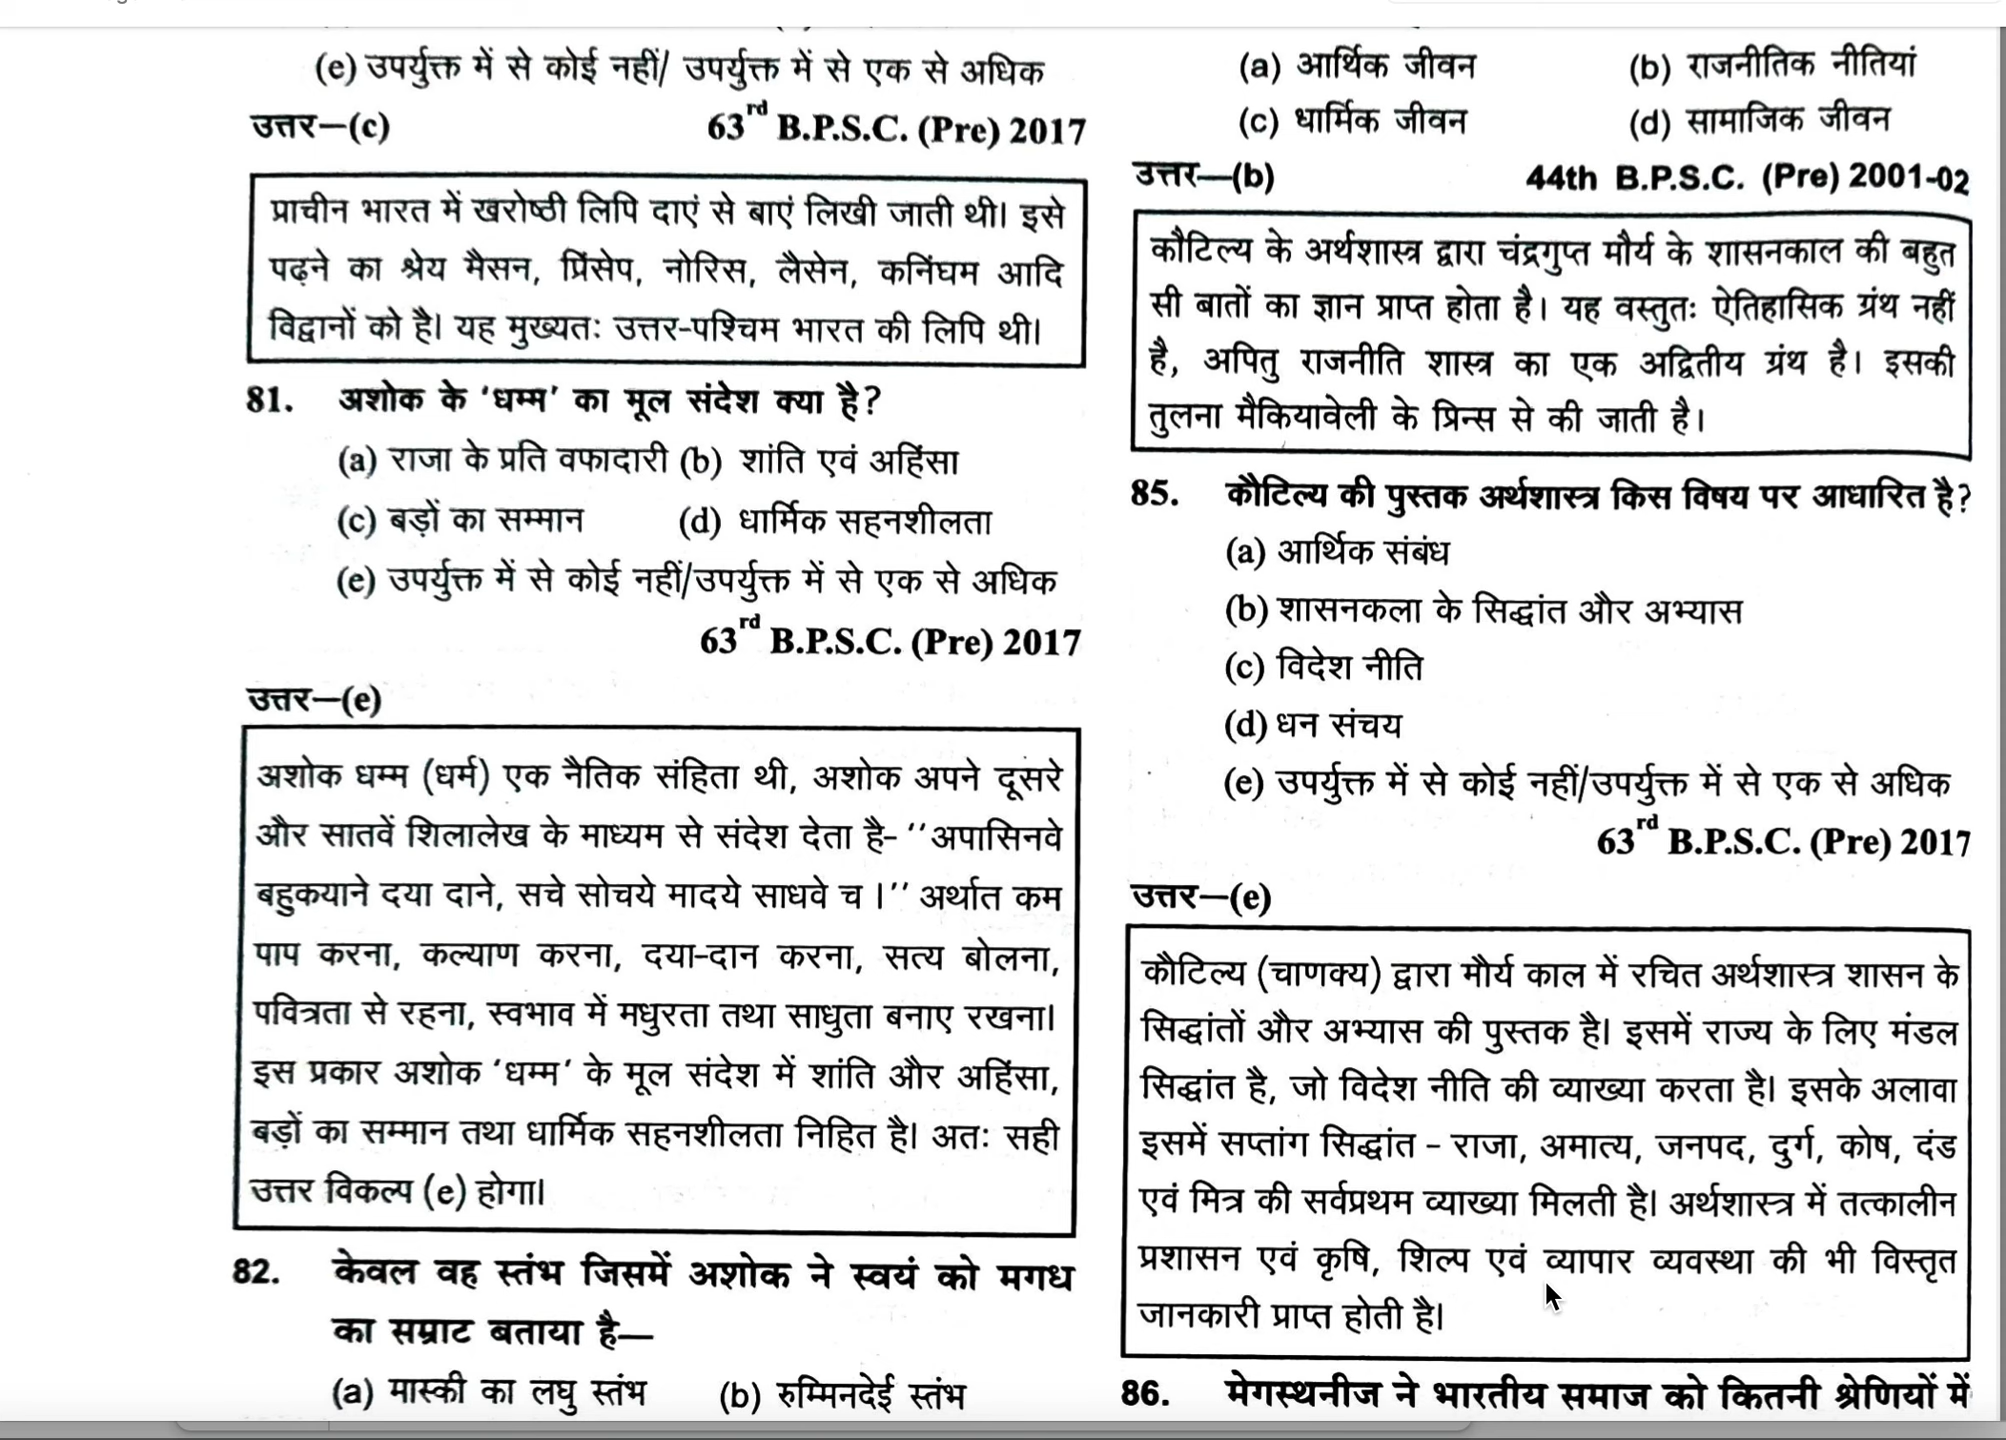 (e) उपर्युक्त में से कोई नहीं/ उपर्युक्त में से एक से अधिक
उत्तर—(c) 63rd B.P.S.C. (Pre) 2017
प्राचीन भारत में खरोष्ठी लिपि दाएं से बाएं लिखी जाती थी। इसे
पढ़ने का श्रेय मैसन, प्रिंसेप, नोरिस, लैसेन, कनिंघम आदि
विद्वानों को है। यह मुख्यतः उत्तर-पश्चिम भारत की लिपि थी।
81. अशोक के ‘धम्म’ का मूल संदेश क्या है?
(a) राजा के प्रति वफादारी (b) शांति एवं अहिंसा
(c) बड़ों का सम्मान (d) धार्मिक सहनशीलता
(e) उपर्युक्त में से कोई नहीं/उपर्युक्त में से एक से अधिक
63rd B.P.S.C. (Pre) 2017
उत्तर—(e)
अशोक धम्म (धर्म) एक नैतिक संहिता थी, अशोक अपने दूसरे
और सातवें शिलालेख के माध्यम से संदेश देता है- ‘‘अपासिनवे
बहुकयाने दया दाने, सचे सोचये मादये साधवे च।’’ अर्थात कम
पाप करना, कल्याण करना, दया-दान करना, सत्य बोलना,
पवित्रता से रहना, स्वभाव में मधुरता तथा साधुता बनाए रखना।
इस प्रकार अशोक ‘धम्म’ के मूल संदेश में शांति और अहिंसा,
बड़ों का सम्मान तथा धार्मिक सहनशीलता निहित है। अतः सही
उत्तर विकल्प (e) होगा।
82. केवल वह स्तंभ जिसमें अशोक ने स्वयं को मगध
का सम्राट बताया है—
(a) मास्की का लघु स्तंभ (b) रुम्मिनदेई स्तंभ
(a) आर्थिक जीवन (b) राजनीतिक नीतियां
(c) धार्मिक जीवन (d) सामाजिक जीवन
उत्तर—(b) 44th B.P.S.C. (Pre) 2001-02
कौटिल्य के अर्थशास्त्र द्वारा चंद्रगुप्त मौर्य के शासनकाल की बहुत
सी बातों का ज्ञान प्राप्त होता है। यह वस्तुतः ऐतिहासिक ग्रंथ नहीं
है, अपितु राजनीति शास्त्र का एक अद्वितीय ग्रंथ है। इसकी
तुलना मैकियावेली के प्रिन्स से की जाती है।
85. कौटिल्य की पुस्तक अर्थशास्त्र किस विषय पर आधारित है?
(a) आर्थिक संबंध
(b) शासनकला के सिद्धांत और अभ्यास
(c) विदेश नीति
(d) धन संचय
(e) उपर्युक्त में से कोई नहीं/उपर्युक्त में से एक से अधिक
63rd B.P.S.C. (Pre) 2017
उत्तर—(e)
कौटिल्य (चाणक्य) द्वारा मौर्य काल में रचित अर्थशास्त्र शासन के
सिद्धांतों और अभ्यास की पुस्तक है। इसमें राज्य के लिए मंडल
सिद्धांत है, जो विदेश नीति की व्याख्या करता है। इसके अलावा
इसमें सप्तांग सिद्धांत - राजा, अमात्य, जनपद, दुर्ग, कोष, दंड
एवं मित्र की सर्वप्रथम व्याख्या मिलती है। अर्थशास्त्र में तत्कालीन
प्रशासन एवं कृषि, शिल्प एवं व्यापार व्यवस्था की भी विस्तृत
जानकारी प्राप्त होती है।
86. मेगस्थनीज ने भारतीय समाज को कितनी श्रेणियों में